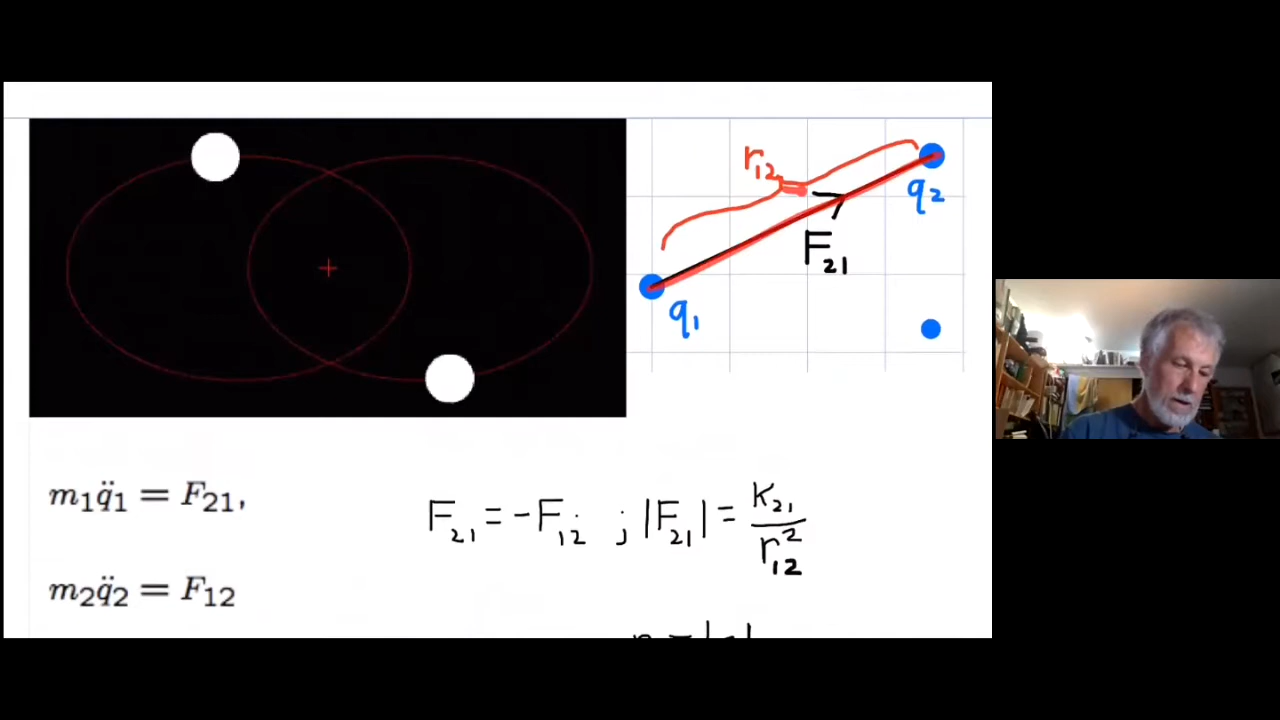 r₁₂
q₂
F₂₁
q₁
m₁q̈₁ = F₂₁,
F₂₁ = -F₁₂ ; |F₂₁| = K₂₁ / r₁₂²
m₂q̈₂ = F₁₂